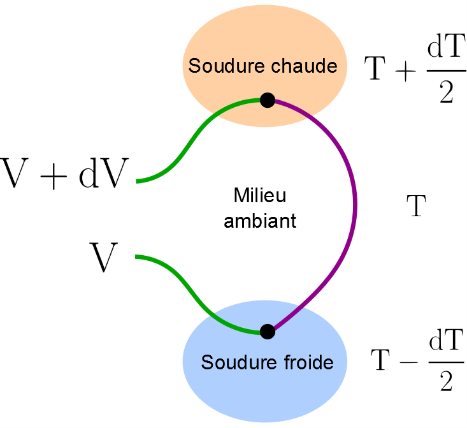 Soudure chaude
T + dT/2
V + dV
Milieu
ambiant
T
V
Soudure froide
T − dT/2